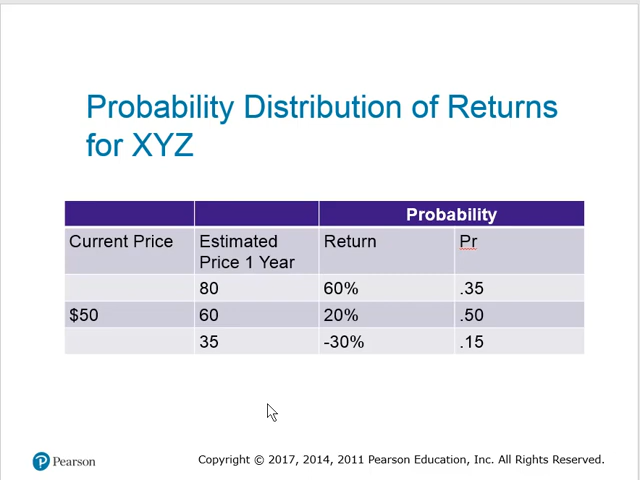 Probability Distribution of Returns
for XYZ
Probability
Current Price Estimated Price 1 Year Return Pr
80 60% .35
$50 60 20% .50
35 -30% .15
Pearson
Copyright © 2017, 2014, 2011 Pearson Education, Inc. All Rights Reserved.